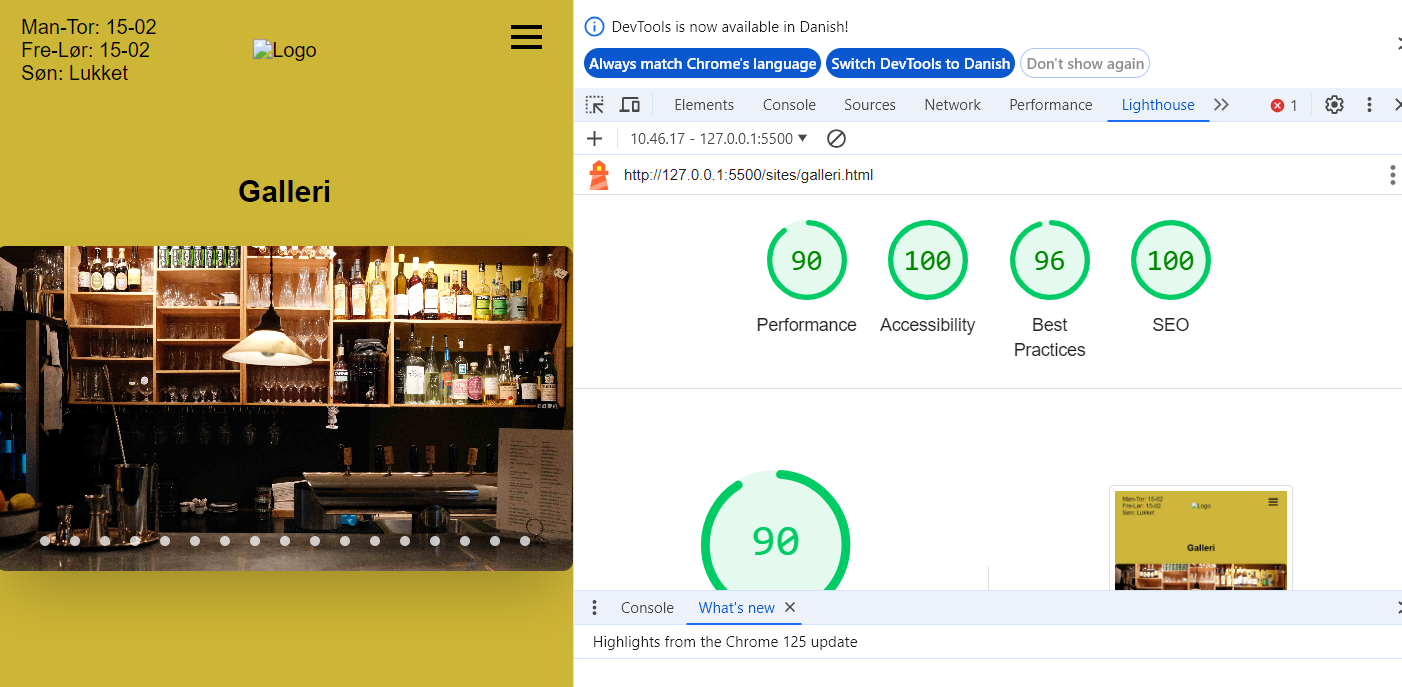 Man-Tor: 15-02
Fre-Lør: 15-02
Søn: Lukket
Logo
Galleri
DevTools is now available in Danish!
Always match Chrome's language
Switch DevTools to Danish
Don't show again
Elements
Console
Sources
Network
Performance
Lighthouse
1
10.46.17 - 127.0.0.1:5500
http://127.0.0.1:5500/sites/galleri.html
90
100
96
100
Performance
Accessibility
Best
Practices
SEO
90
Man-Tor: 15-02
Fre-Lør: 15-02
Søn: Lukket
Logo
Galleri
Console
What's new
Highlights from the Chrome 125 update